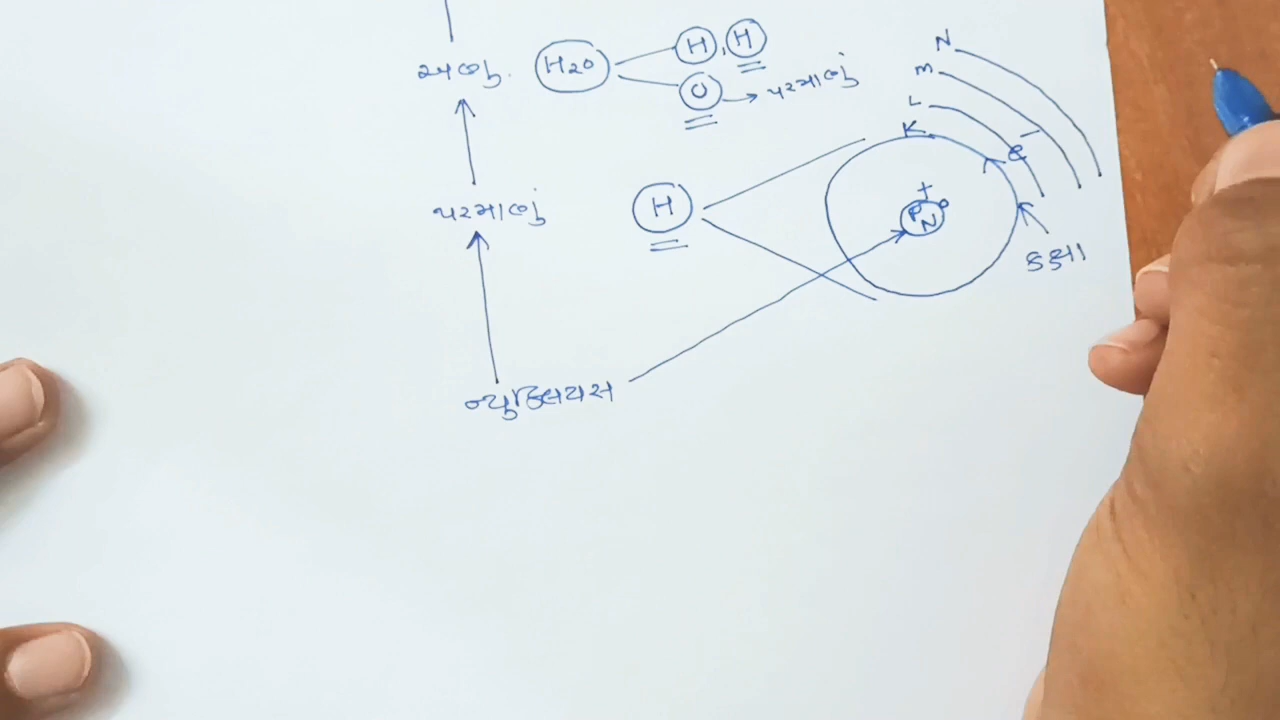 N
અણું. H₂O H , H
M
O → પરમાણું
L
K e⁻
+
પરમાણું H P N o
કક્ષા
ન્યુક્લિયસ